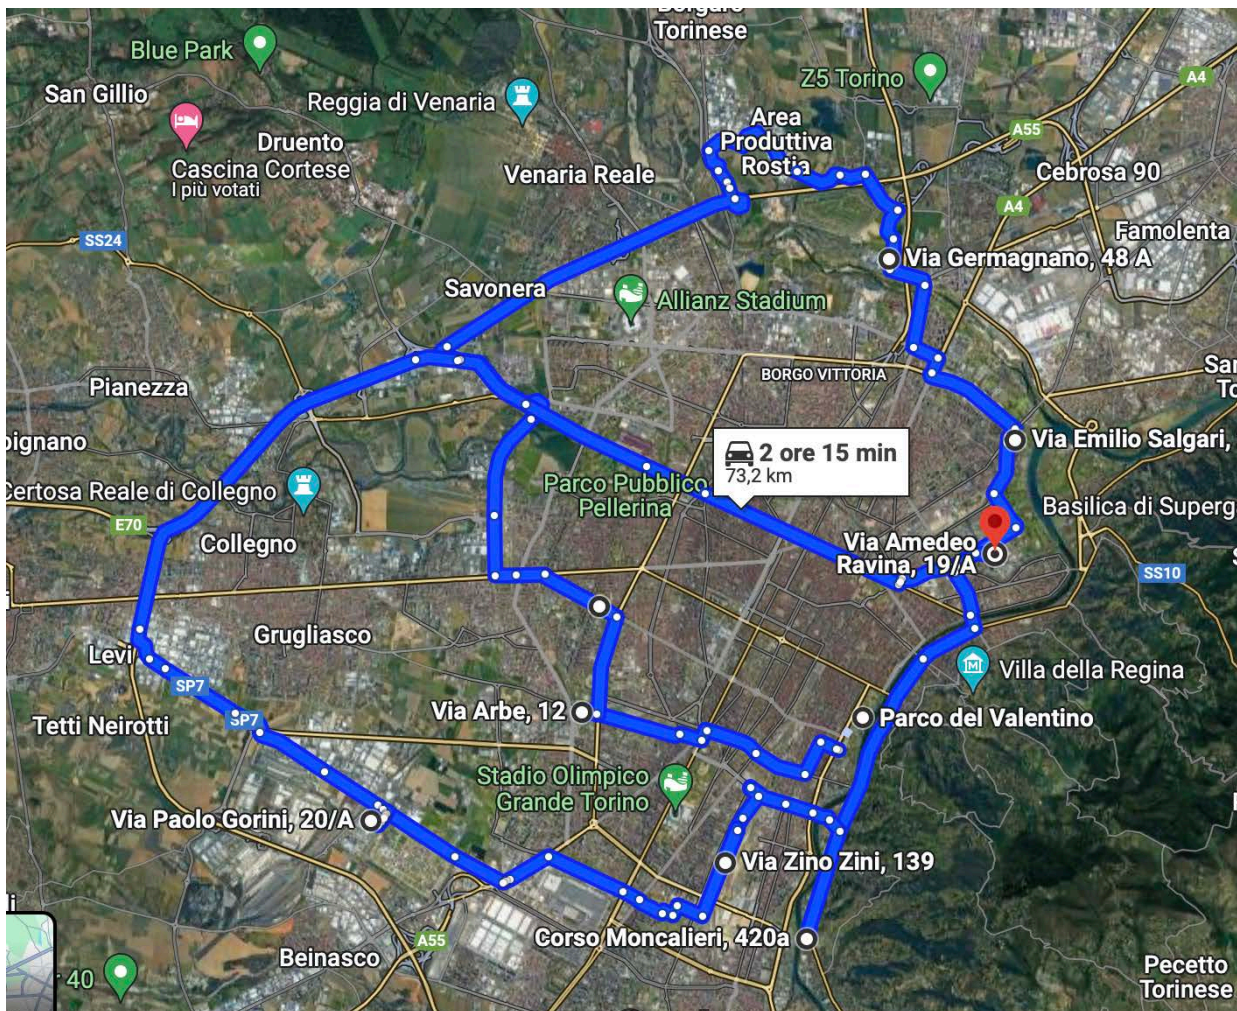 Borgaro
Torinese
Blue Park
San Gillio
Reggia di Venaria
Z5 Torino
A4
Area
Produttiva
Rostia
A55
Druento
Cascina Cortese
I più votati
Venaria Reale
Cebrosa 90
A4
SS24
Famolenta
Via Germagnano, 48 A
Savonera
Allianz Stadium
Pianezza
BORGO VITTORIA
pignano
Via Emilio Salgari,
2 ore 15 min
73,2 km
Certosa Reale di Collegno
Parco Pubblico
Pellerina
Basilica di Superg
E70
Collegno
Via Amedeo
Ravina, 19/A
SS10
Grugliasco
Levi
Villa della Regina
SP7
Tetti Neirotti
SP7
Via Arbe, 12
Parco del Valentino
Stadio Olimpico
Grande Torino
Via Paolo Gorini, 20/A
Via Zino Zini, 139
Corso Moncalieri, 420a
A55
Beinasco
40
Pecetto
Torinese